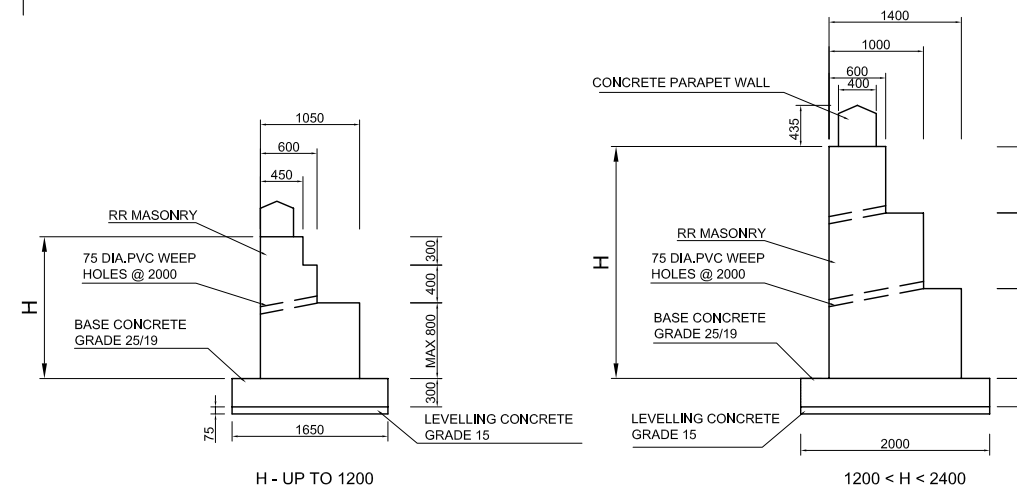 1050
600
450
RR MASONRY
75 DIA.PVC WEEP
HOLES @ 2000
H
BASE CONCRETE
GRADE 25/19
300
400
MAX 800
300
75
1650
LEVELLING CONCRETE
GRADE 15
H - UP TO 1200
1400
1000
600
400
CONCRETE PARAPET WALL
435
RR MASONRY
75 DIA.PVC WEEP
HOLES @ 2000
H
BASE CONCRETE
GRADE 25/19
LEVELLING CONCRETE
GRADE 15
2000
1200 < H < 2400